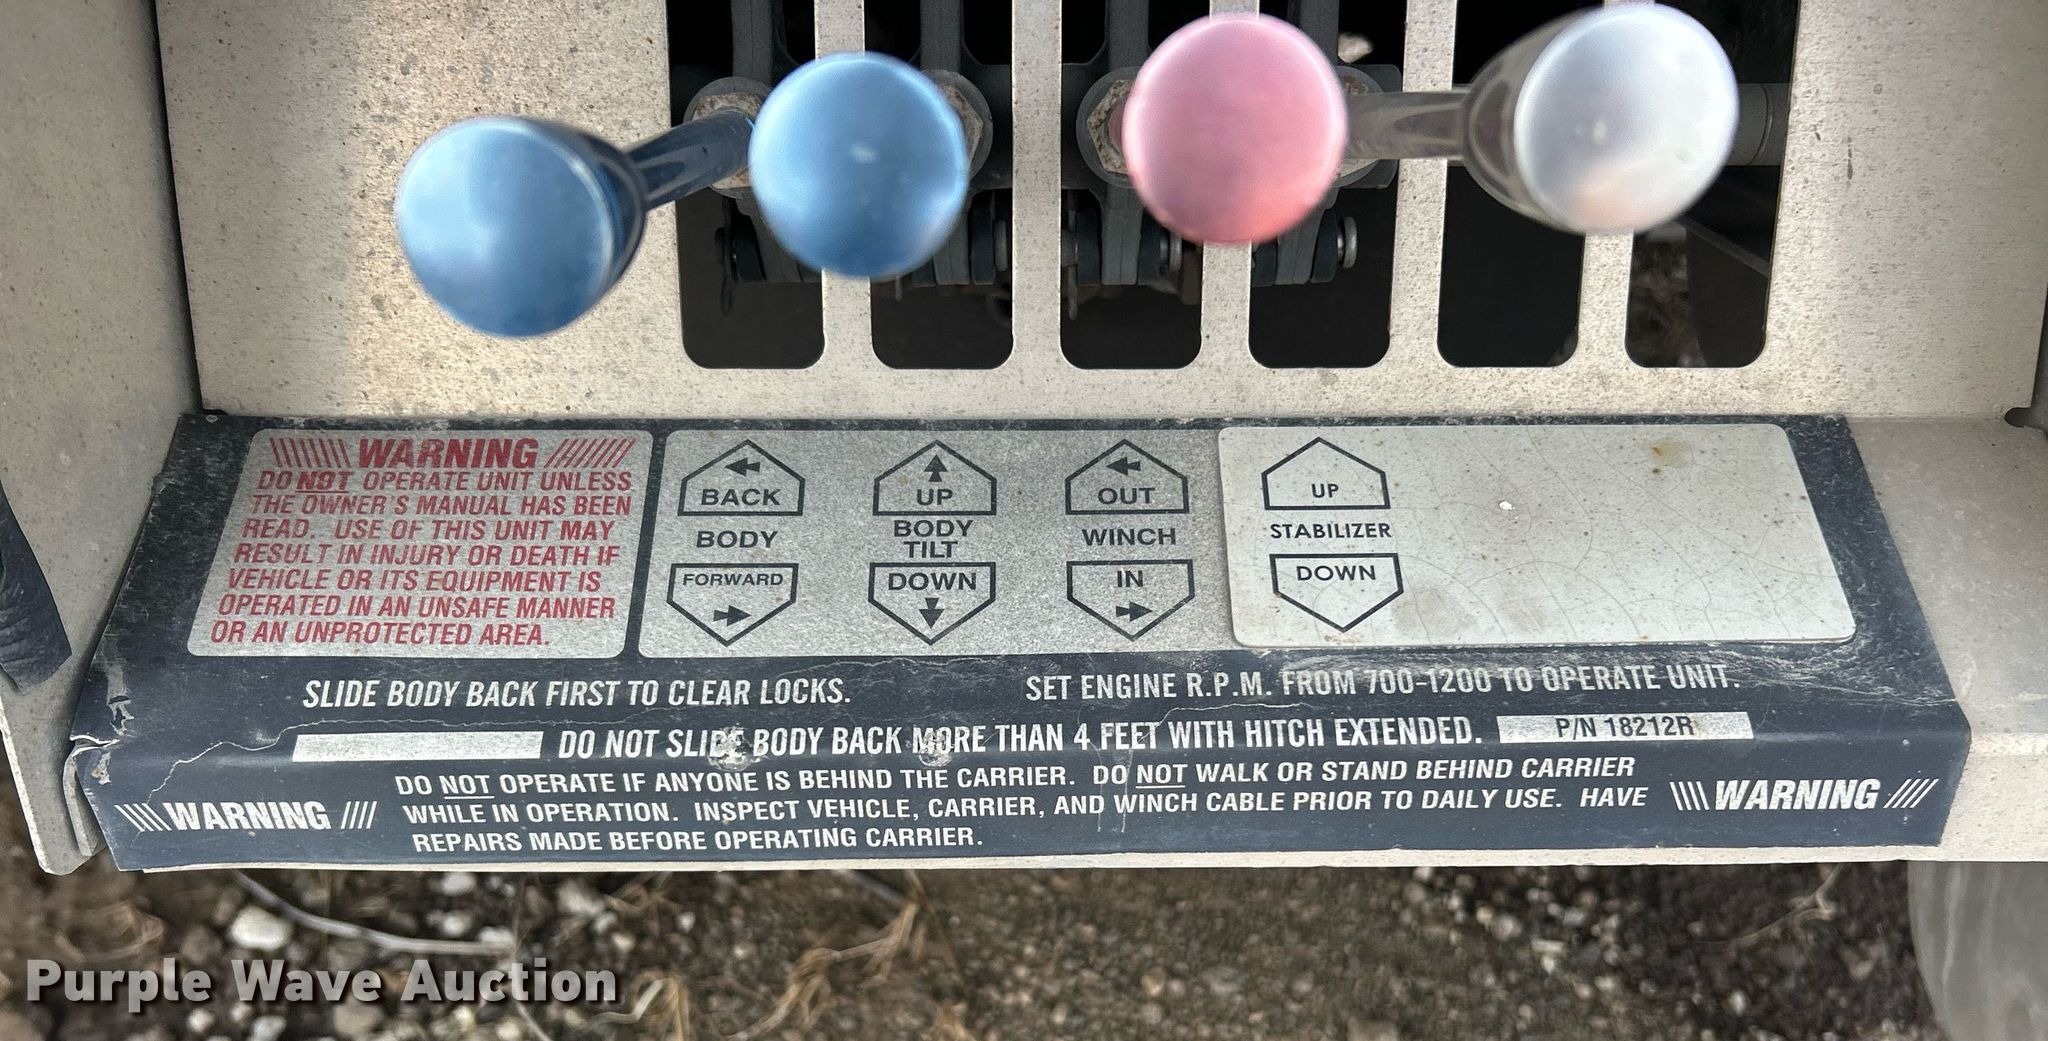 WARNING
DO NOT OPERATE UNIT UNLESS
THE OWNER'S MANUAL HAS BEEN
READ. USE OF THIS UNIT MAY
RESULT IN INJURY OR DEATH IF
VEHICLE OR ITS EQUIPMENT IS
OPERATED IN AN UNSAFE MANNER
OR AN UNPROTECTED AREA.
BACK
BODY
FORWARD
UP
BODY
TILT
DOWN
OUT
WINCH
IN
UP
STABILIZER
DOWN
SLIDE BODY BACK FIRST TO CLEAR LOCKS.
SET ENGINE R.P.M. FROM 700-1200 TO OPERATE UNIT.
DO NOT SLIDE BODY BACK MORE THAN 4 FEET WITH HITCH EXTENDED.
P/N 18212R
WARNING
DO NOT OPERATE IF ANYONE IS BEHIND THE CARRIER. DO NOT WALK OR STAND BEHIND CARRIER
WHILE IN OPERATION. INSPECT VEHICLE, CARRIER, AND WINCH CABLE PRIOR TO DAILY USE. HAVE
REPAIRS MADE BEFORE OPERATING CARRIER.
WARNING
Purple Wave Auction